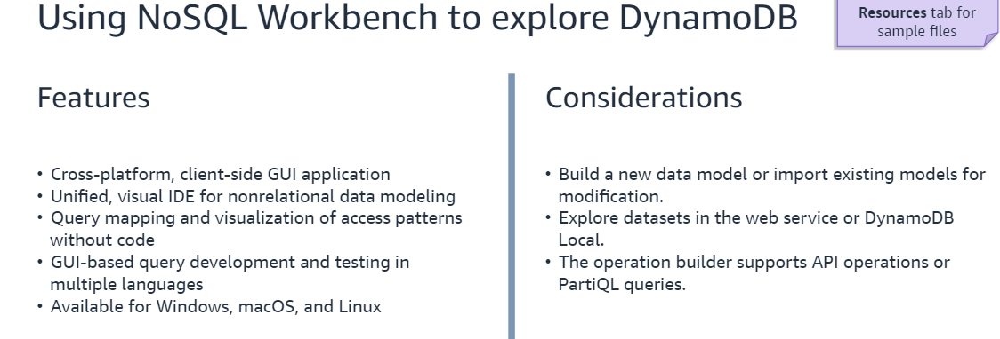 Using NoSQL Workbench to explore DynamoDB
Resources tab for
sample files
Features
• Cross-platform, client-side GUI application
• Unified, visual IDE for nonrelational data modeling
• Query mapping and visualization of access patterns
without code
• GUI-based query development and testing in
multiple languages
• Available for Windows, macOS, and Linux
Considerations
• Build a new data model or import existing models for
modification.
• Explore datasets in the web service or DynamoDB
Local.
• The operation builder supports API operations or
PartiQL queries.